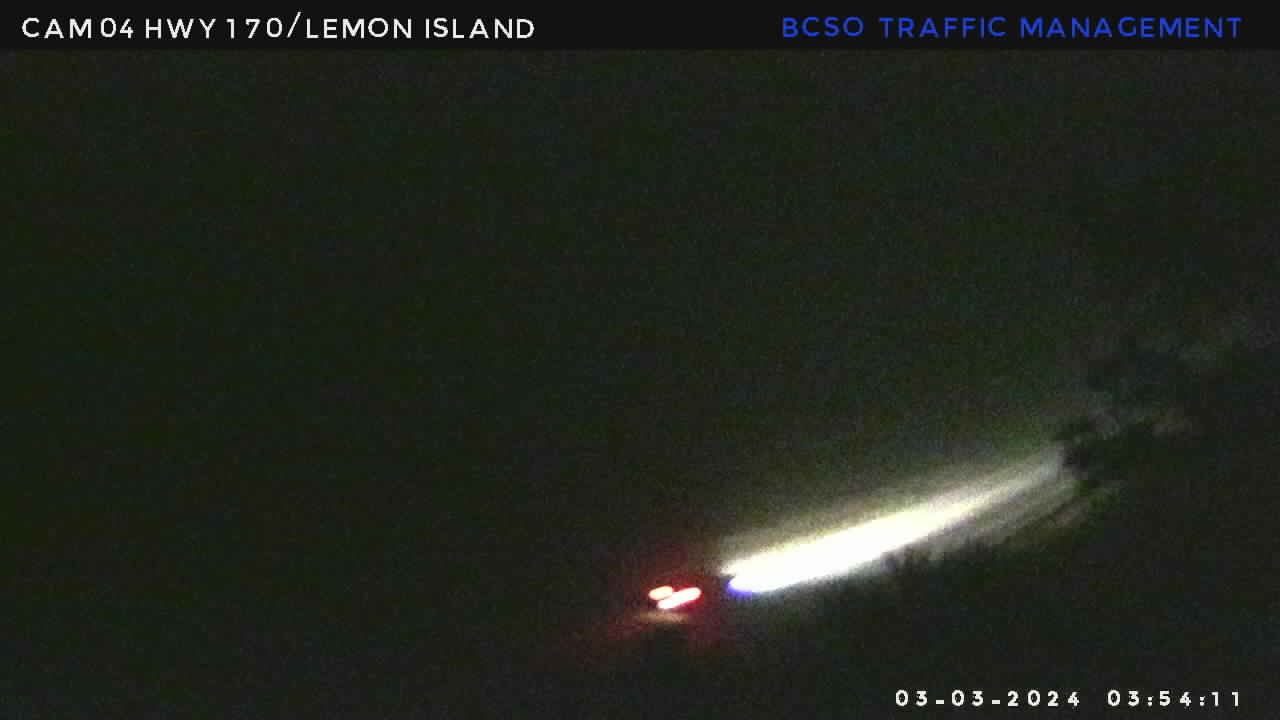 CAM04 HWY 170/LEMON ISLAND
BCSO TRAFFIC MANAGEMENT
03-03-2024 03:54:11